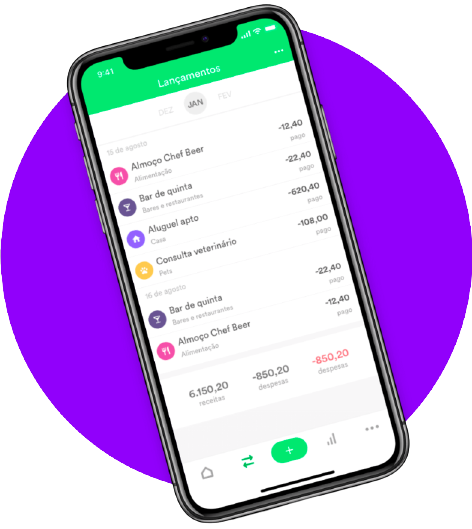 9:41
Lançamentos
DEZ JAN FEV
16 de agosto
Almoço Chef Beer -12,40
Alimentação pago
Bar de quinta -22,40
Bares e restaurantes pago
Aluguel apto -620,40
Casa pago
Consulta veterinário -108,00
Pets pago
16 de agosto
Bar de quinta -22,40
Bares e restaurantes pago
Almoço Chef Beer -12,40
Alimentação pago
6.150,20 -850,20 -850,20
receitas despesas despesas